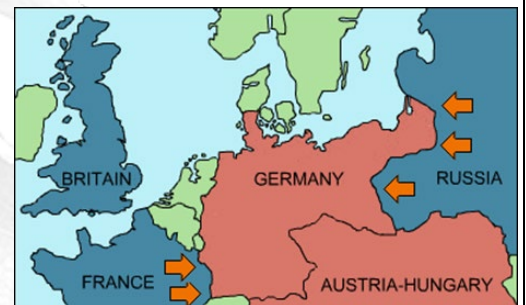 BRITAIN
GERMANY
RUSSIA
FRANCE
AUSTRIA-HUNGARY